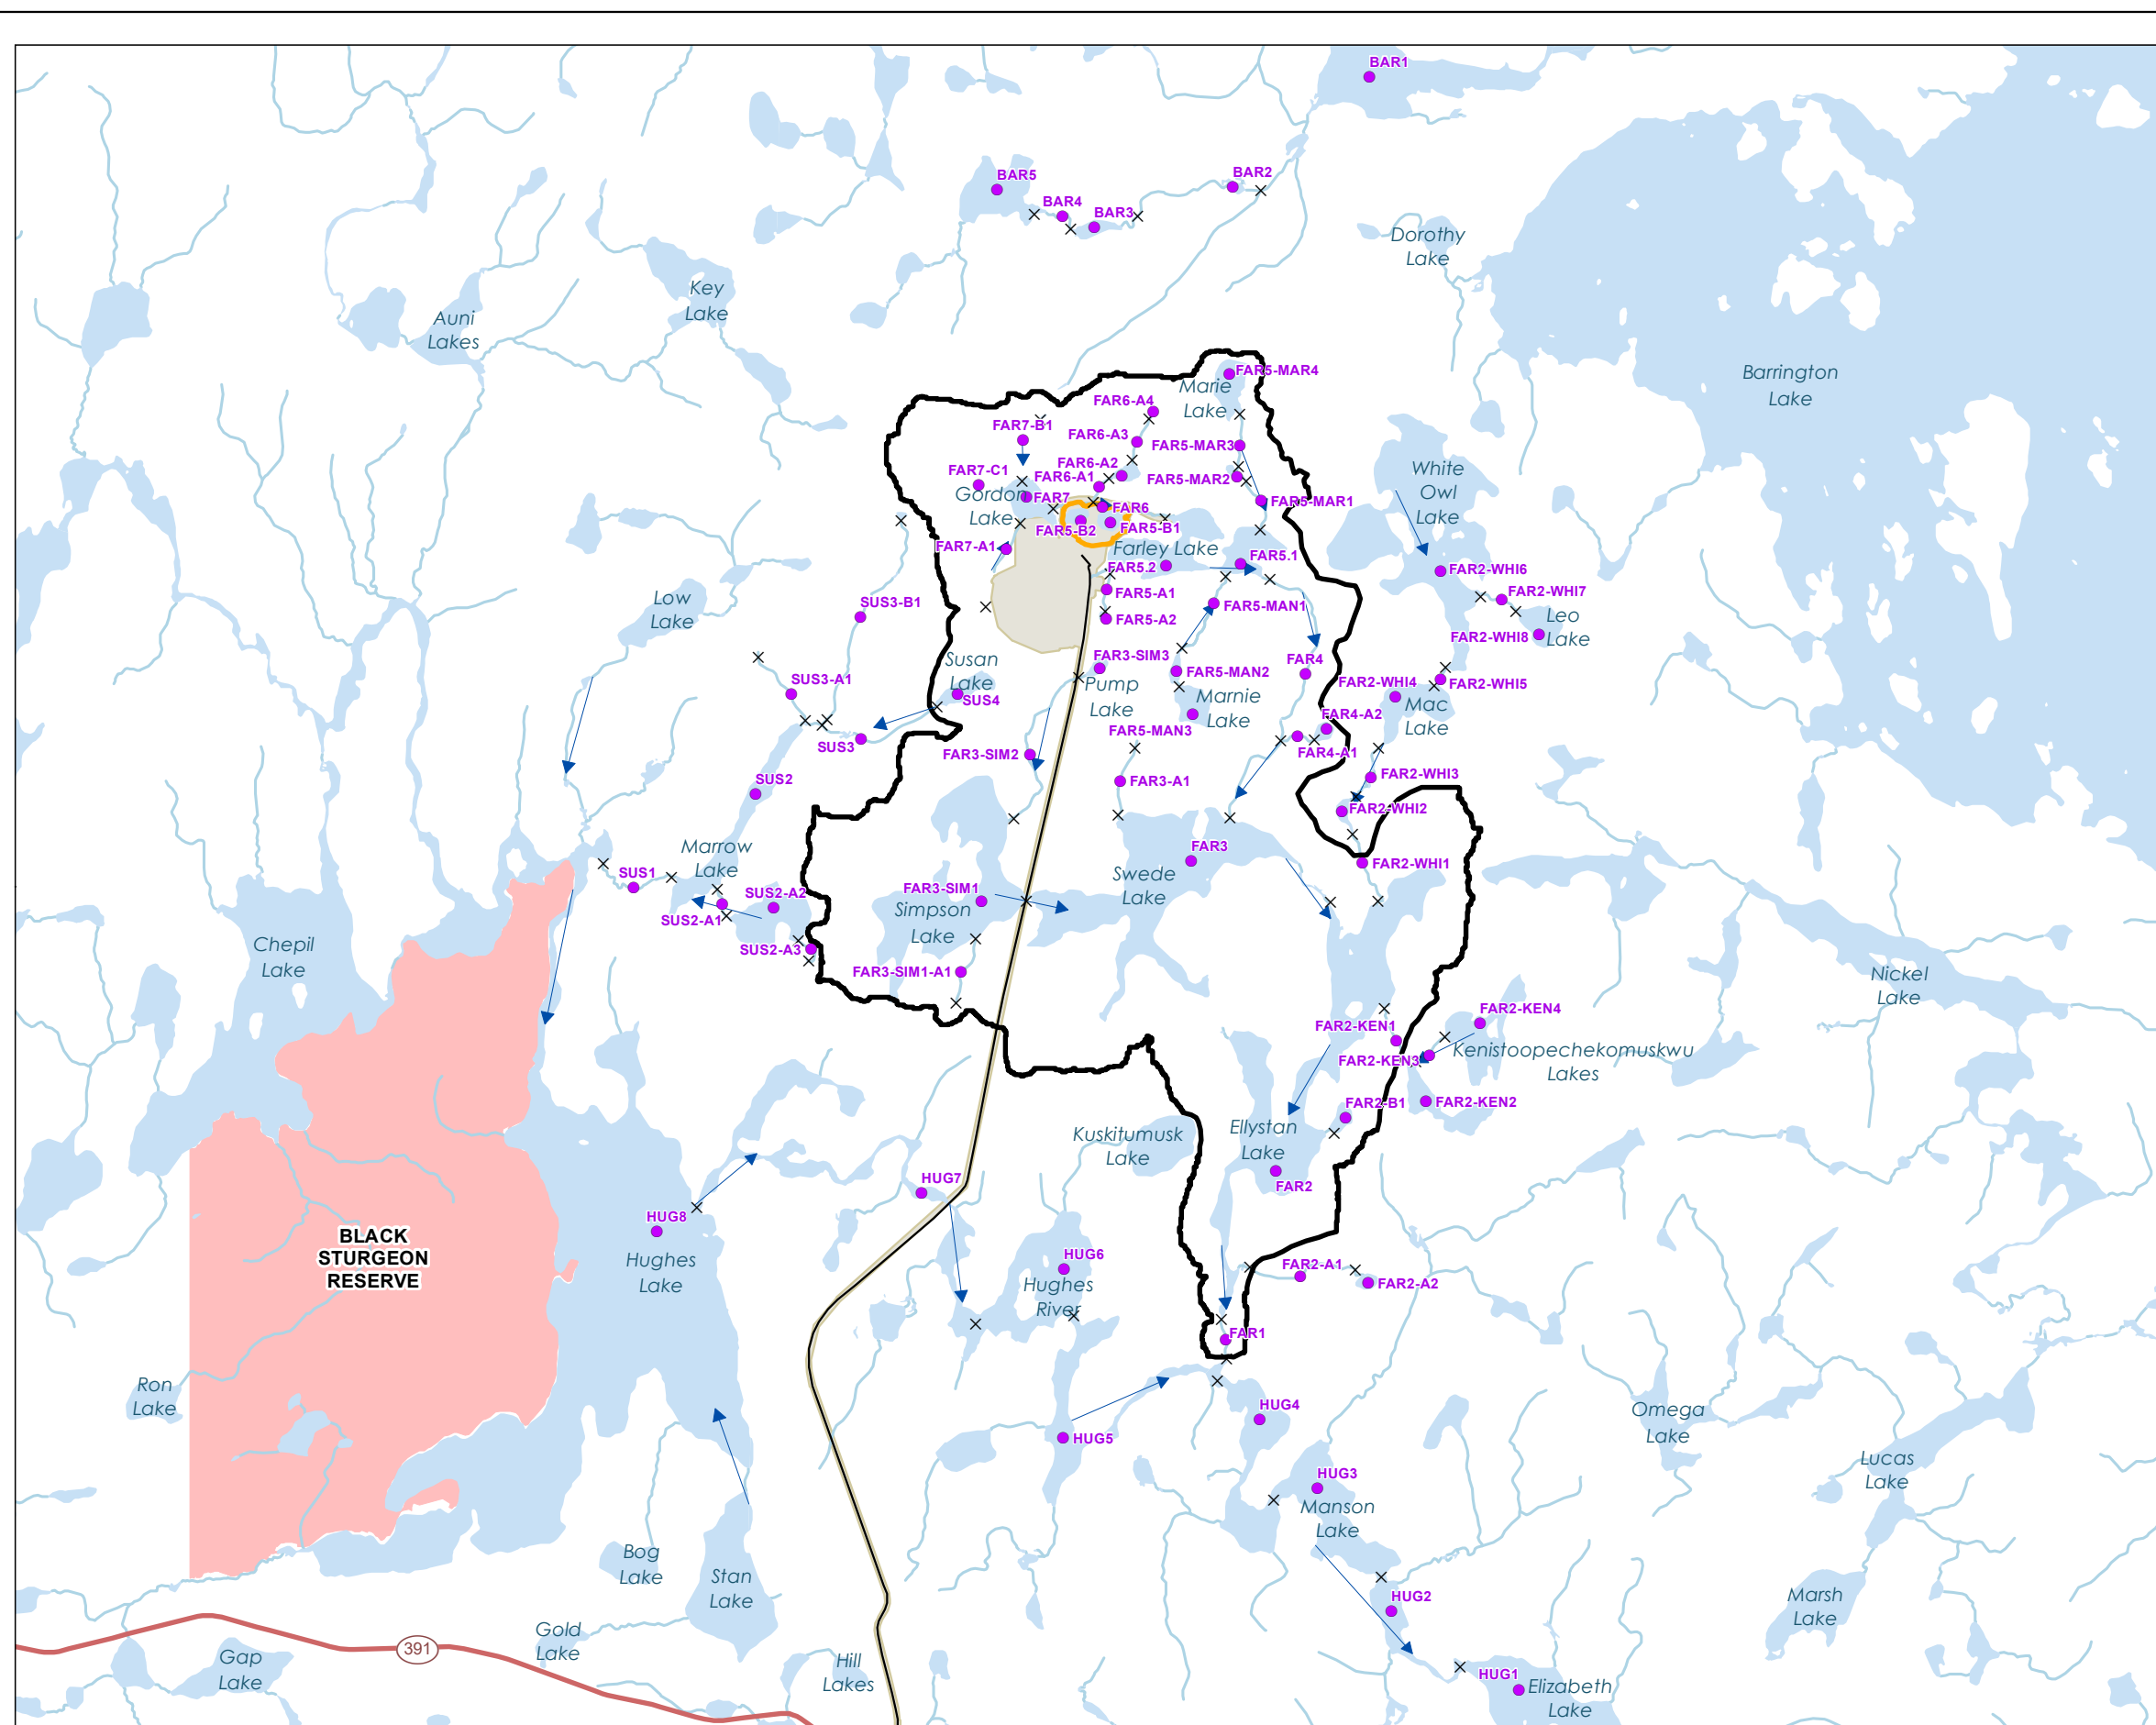 BAR1
BAR5
BAR2
BAR4
BAR3
Dorothy
Lake
Key
Lake
Auni
Lakes
Barrington
Lake
FAR5-MAR4
Marie
Lake
FAR6-A4
FAR7-B1
FAR6-A3
FAR5-MAR3
FAR6-A2
FAR7-C1
FAR6-A1
FAR5-MAR2
White
Owl
Lake
Gordon
Lake
FAR7
FAR5-MAR1
FAR6
FAR5-B2
FAR5-B1
FAR7-A1
Farley Lake
FAR5.1
FAR5.2
FAR2-WHI6
FAR5-A1
FAR2-WHI7
Low
Lake
SUS3-B1
FAR5-MAN1
FAR5-A2
Leo
Lake
FAR2-WHI8
Susan
Lake
FAR3-SIM3
FAR4
SUS3-A1
FAR5-MAN2
FAR2-WHI4
FAR2-WHI5
Pump
Lake
SUS4
Marnie
Lake
Mac
Lake
FAR4-A2
FAR5-MAN3
SUS3
FAR3-SIM2
FAR4-A1
SUS2
FAR3-A1
FAR2-WHI3
FAR2-WHI2
Marrow
Lake
FAR3
FAR2-WHI1
SUS1
Swede
Lake
SUS2-A2
FAR3-SIM1
SUS2-A1
Simpson
Lake
Chepil
Lake
SUS2-A3
FAR3-SIM1-A1
Nickel
Lake
FAR2-KEN4
FAR2-KEN1
FAR2-KEN3
Kenistoopechekomuskwu
Lakes
FAR2-B1
FAR2-KEN2
Kuskitumusk
Lake
Ellystan
Lake
HUG7
FAR2
HUG8
BLACK
STURGEON
RESERVE
Hughes
Lake
HUG6
Hughes
River
FAR2-A1
FAR2-A2
FAR1
Ron
Lake
HUG4
Omega
Lake
HUG5
Lucas
Lake
HUG3
Manson
Lake
Bog
Lake
Stan
Lake
HUG2
Marsh
Lake
Gold
Lake
391
Gap
Lake
Hill
Lakes
HUG1
Elizabeth
Lake